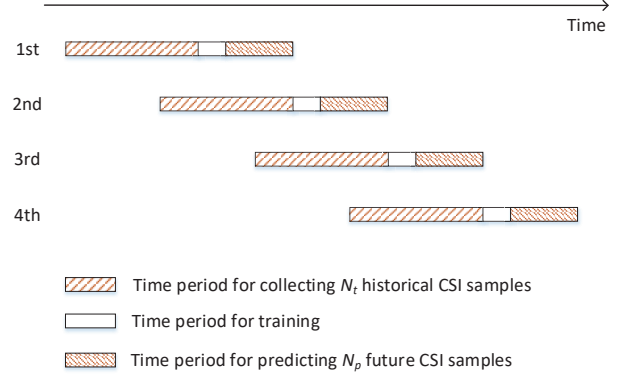 Time
1st
2nd
3rd
4th
Time period for collecting Nt historical CSI samples
Time period for training
Time period for predicting Np future CSI samples